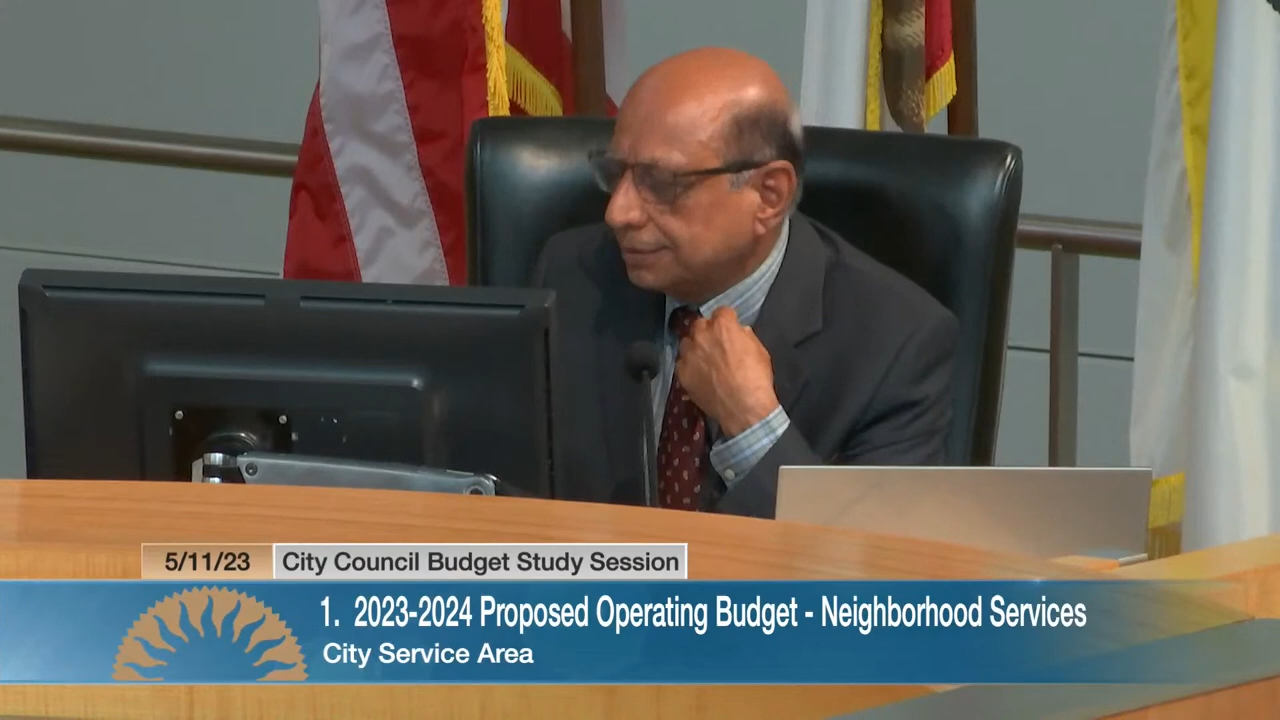 5/11/23 City Council Budget Study Session
1. 2023-2024 Proposed Operating Budget - Neighborhood Services
City Service Area